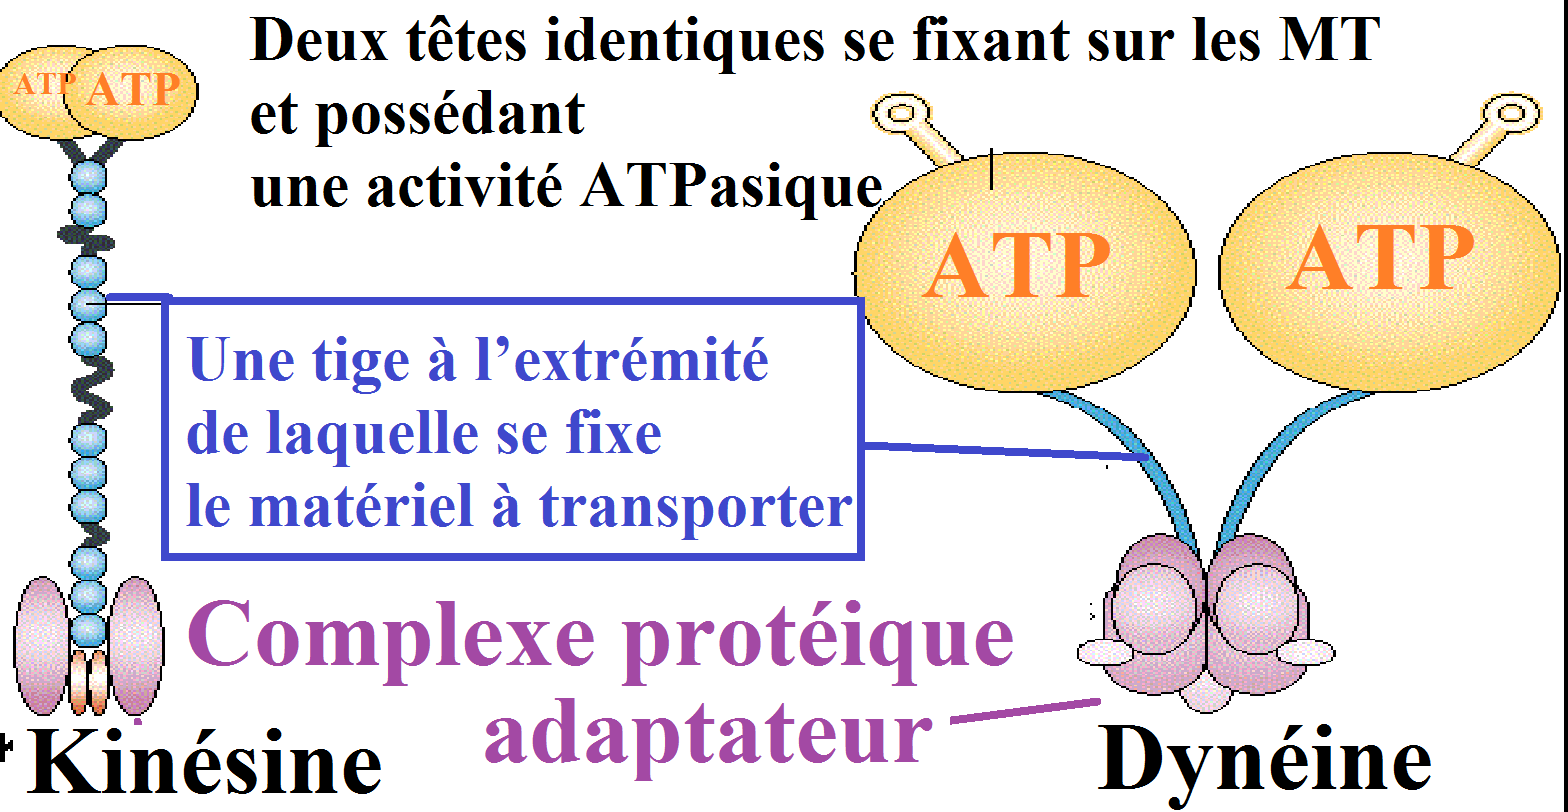 Deux têtes identiques se fixant sur les MT
et possédant
une activité ATPasique
ATP
ATP
ATP
ATP
Une tige à l’extrémité
de laquelle se fixe
le matériel à transporter
Complexe protéique
adaptateur
Kinésine
Dynéine